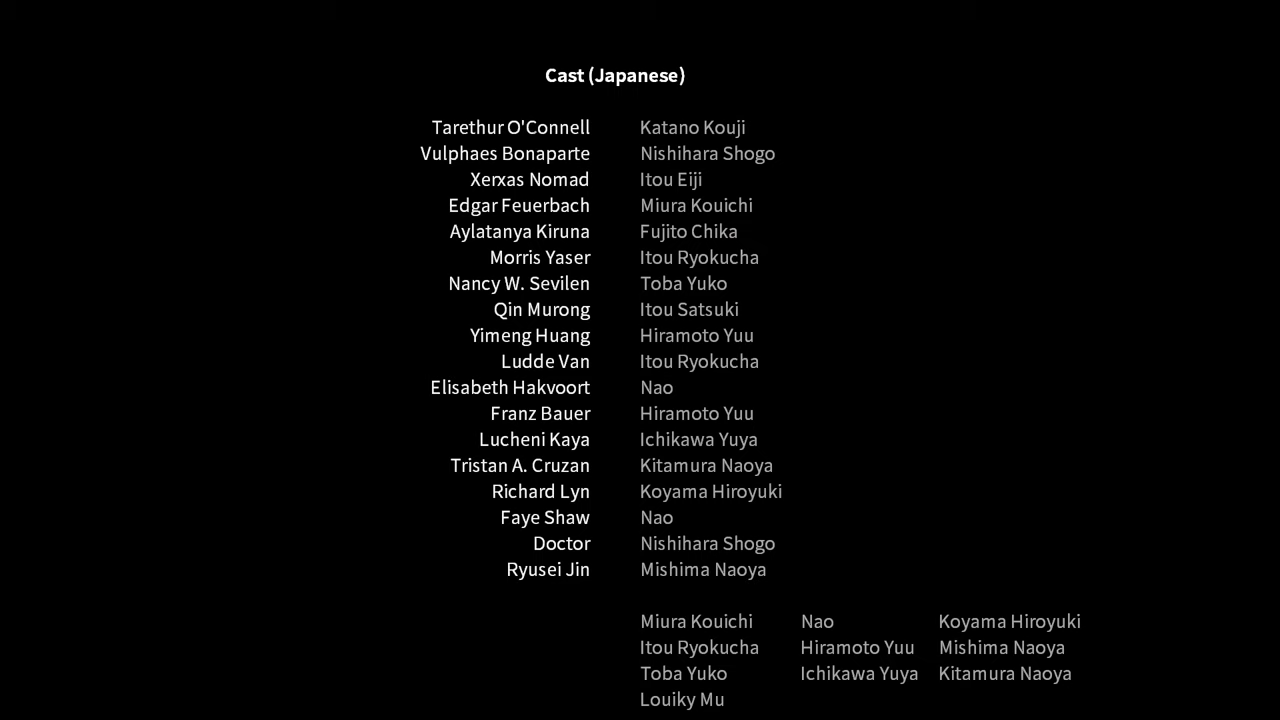 Cast (Japanese)
Tarethur O'Connell Katano Kouji
Vulphaes Bonaparte Nishihara Shogo
Xerxas Nomad Itou Eiji
Edgar Feuerbach Miura Kouichi
Aylatanya Kiruna Fujito Chika
Morris Yaser Itou Ryokucha
Nancy W. Sevilen Toba Yuko
Qin Murong Itou Satsuki
Yimeng Huang Hiramoto Yuu
Ludde Van Itou Ryokucha
Elisabeth Hakvoort Nao
Franz Bauer Hiramoto Yuu
Lucheni Kaya Ichikawa Yuya
Tristan A. Cruzan Kitamura Naoya
Richard Lyn Koyama Hiroyuki
Faye Shaw Nao
Doctor Nishihara Shogo
Ryusei Jin Mishima Naoya
Miura Kouichi Nao Koyama Hiroyuki
Itou Ryokucha Hiramoto Yuu Mishima Naoya
Toba Yuko Ichikawa Yuya Kitamura Naoya
Louiky Mu